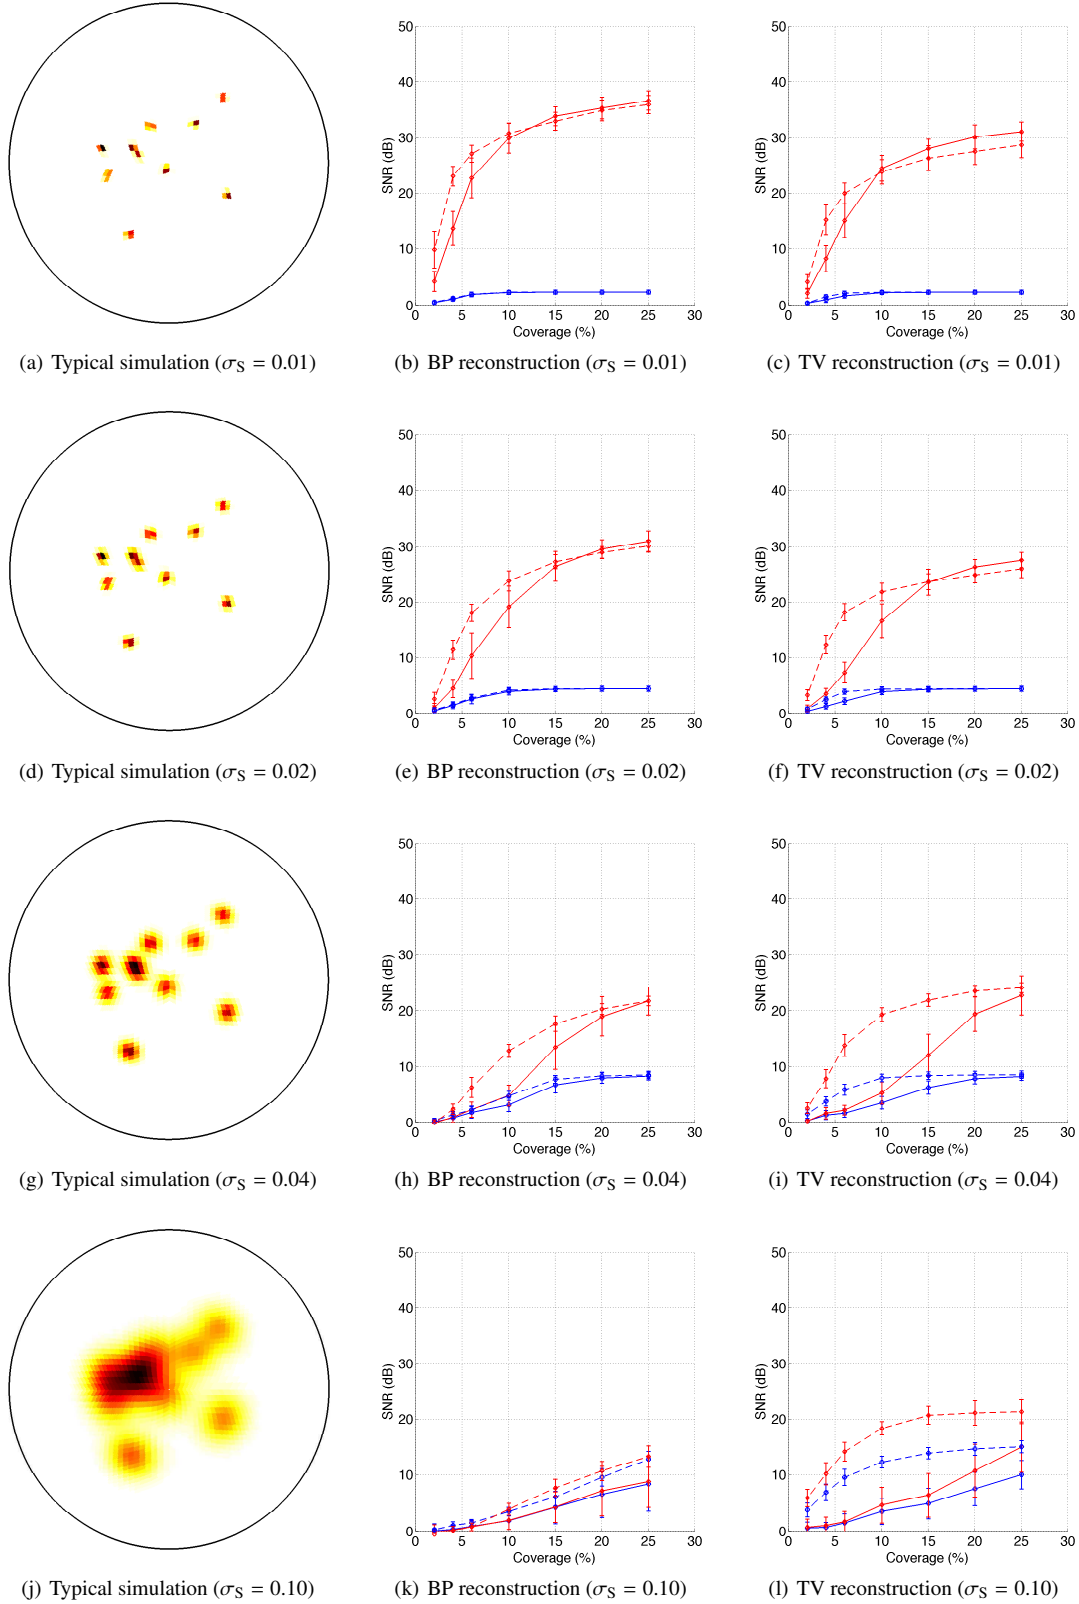 50
40
30
20
10
0
SNR (dB)
0 5 10 15 20 25 30
Coverage (%)
50
40
30
20
10
0
SNR (dB)
0 5 10 15 20 25 30
Coverage (%)
(a) Typical simulation (σS = 0.01)
(b) BP reconstruction (σS = 0.01)
(c) TV reconstruction (σS = 0.01)
50
40
30
20
10
0
SNR (dB)
0 5 10 15 20 25 30
Coverage (%)
50
40
30
20
10
0
SNR (dB)
0 5 10 15 20 25 30
Coverage (%)
(d) Typical simulation (σS = 0.02)
(e) BP reconstruction (σS = 0.02)
(f) TV reconstruction (σS = 0.02)
50
40
30
20
10
0
SNR (dB)
0 5 10 15 20 25 30
Coverage (%)
50
40
30
20
10
0
SNR (dB)
0 5 10 15 20 25 30
Coverage (%)
(g) Typical simulation (σS = 0.04)
(h) BP reconstruction (σS = 0.04)
(i) TV reconstruction (σS = 0.04)
50
40
30
20
10
0
SNR (dB)
0 5 10 15 20 25 30
Coverage (%)
50
40
30
20
10
0
SNR (dB)
0 5 10 15 20 25 30
Coverage (%)
(j) Typical simulation (σS = 0.10)
(k) BP reconstruction (σS = 0.10)
(l) TV reconstruction (σS = 0.10)